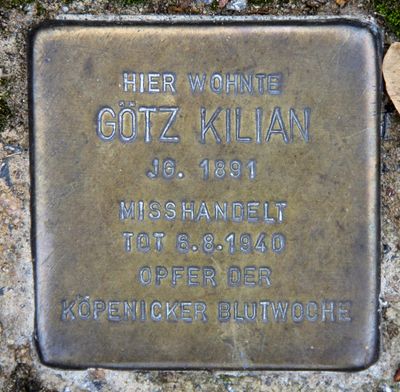 HIER WOHNTE
GÖTZ KILIAN
JG. 1891
MISSHANDELT
TOT 6.8.1940
OPFER DER
KÖPENICKER BLUTWOCHE